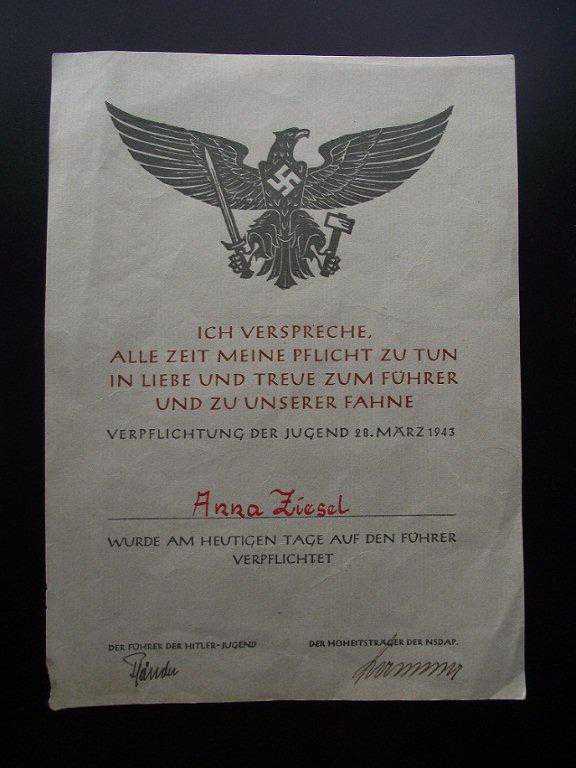 ICH VERSPRECHE,
ALLE ZEIT MEINE PFLICHT ZU TUN
IN LIEBE UND TREUE ZUM FÜHRER
UND ZU UNSERER FAHNE
VERPFLICHTUNG DER JUGEND 28. MÄRZ 1943
Anna Ziesel
WURDE AM HEUTIGEN TAGE AUF DEN FÜHRER
VERPFLICHTET
DER FÜHRER DER HITLER-JUGEND
DER HOHEITSTRÄGER DER NSDAP.